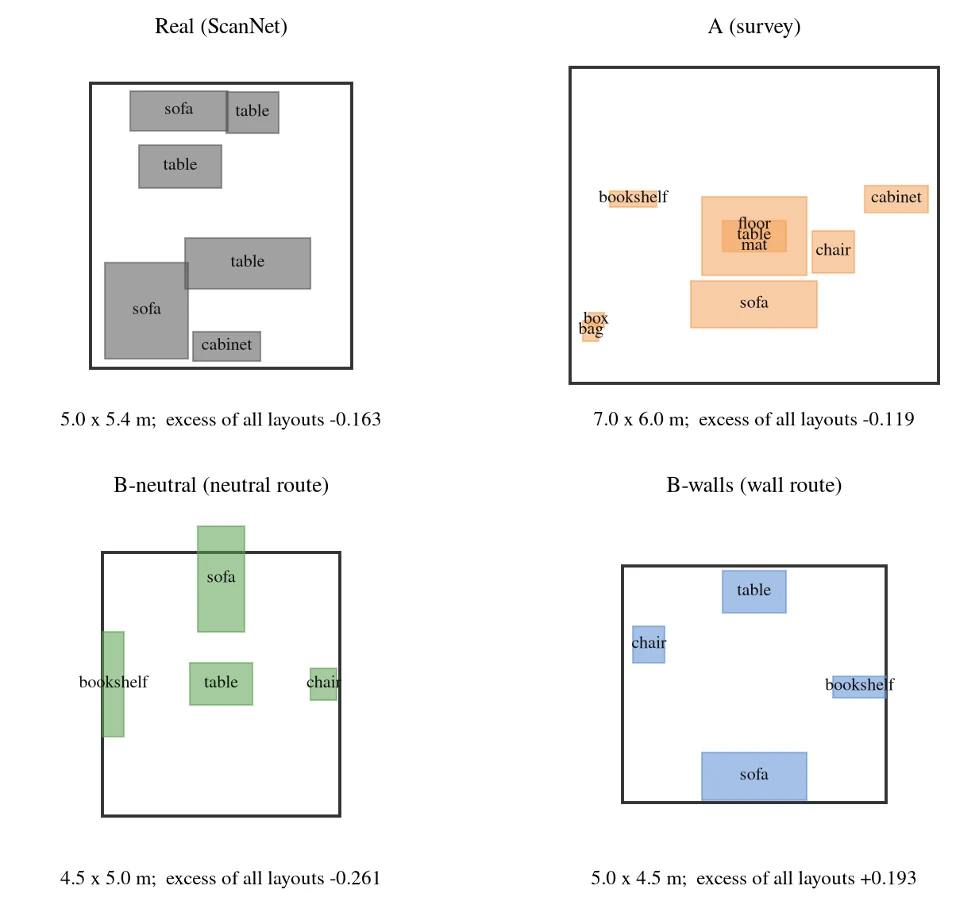 Real (ScanNet)
A (survey)
sofa
table
table
table
sofa
cabinet
bookshelf
cabinet
floor
table
mat
chair
sofa
box
bag
5.0 x 5.4 m;  excess of all layouts -0.163
7.0 x 6.0 m;  excess of all layouts -0.119
B-neutral (neutral route)
B-walls (wall route)
sofa
bookshelf
table
chair
table
chair
bookshelf
sofa
4.5 x 5.0 m;  excess of all layouts -0.261
5.0 x 4.5 m;  excess of all layouts +0.193